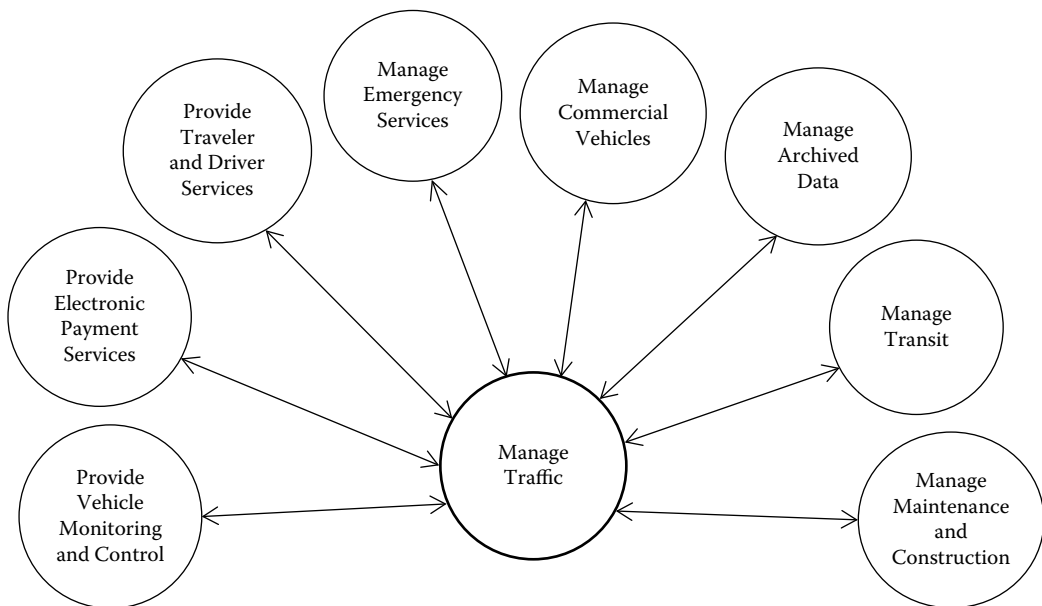 Manage
Emergency
Services
Manage
Commercial
Vehicles
Provide
Traveler
and Driver
Services
Manage
Archived
Data
Provide
Electronic
Payment
Services
Manage
Transit
Manage
Traffic
Provide
Vehicle
Monitoring
and Control
Manage
Maintenance
and
Construction